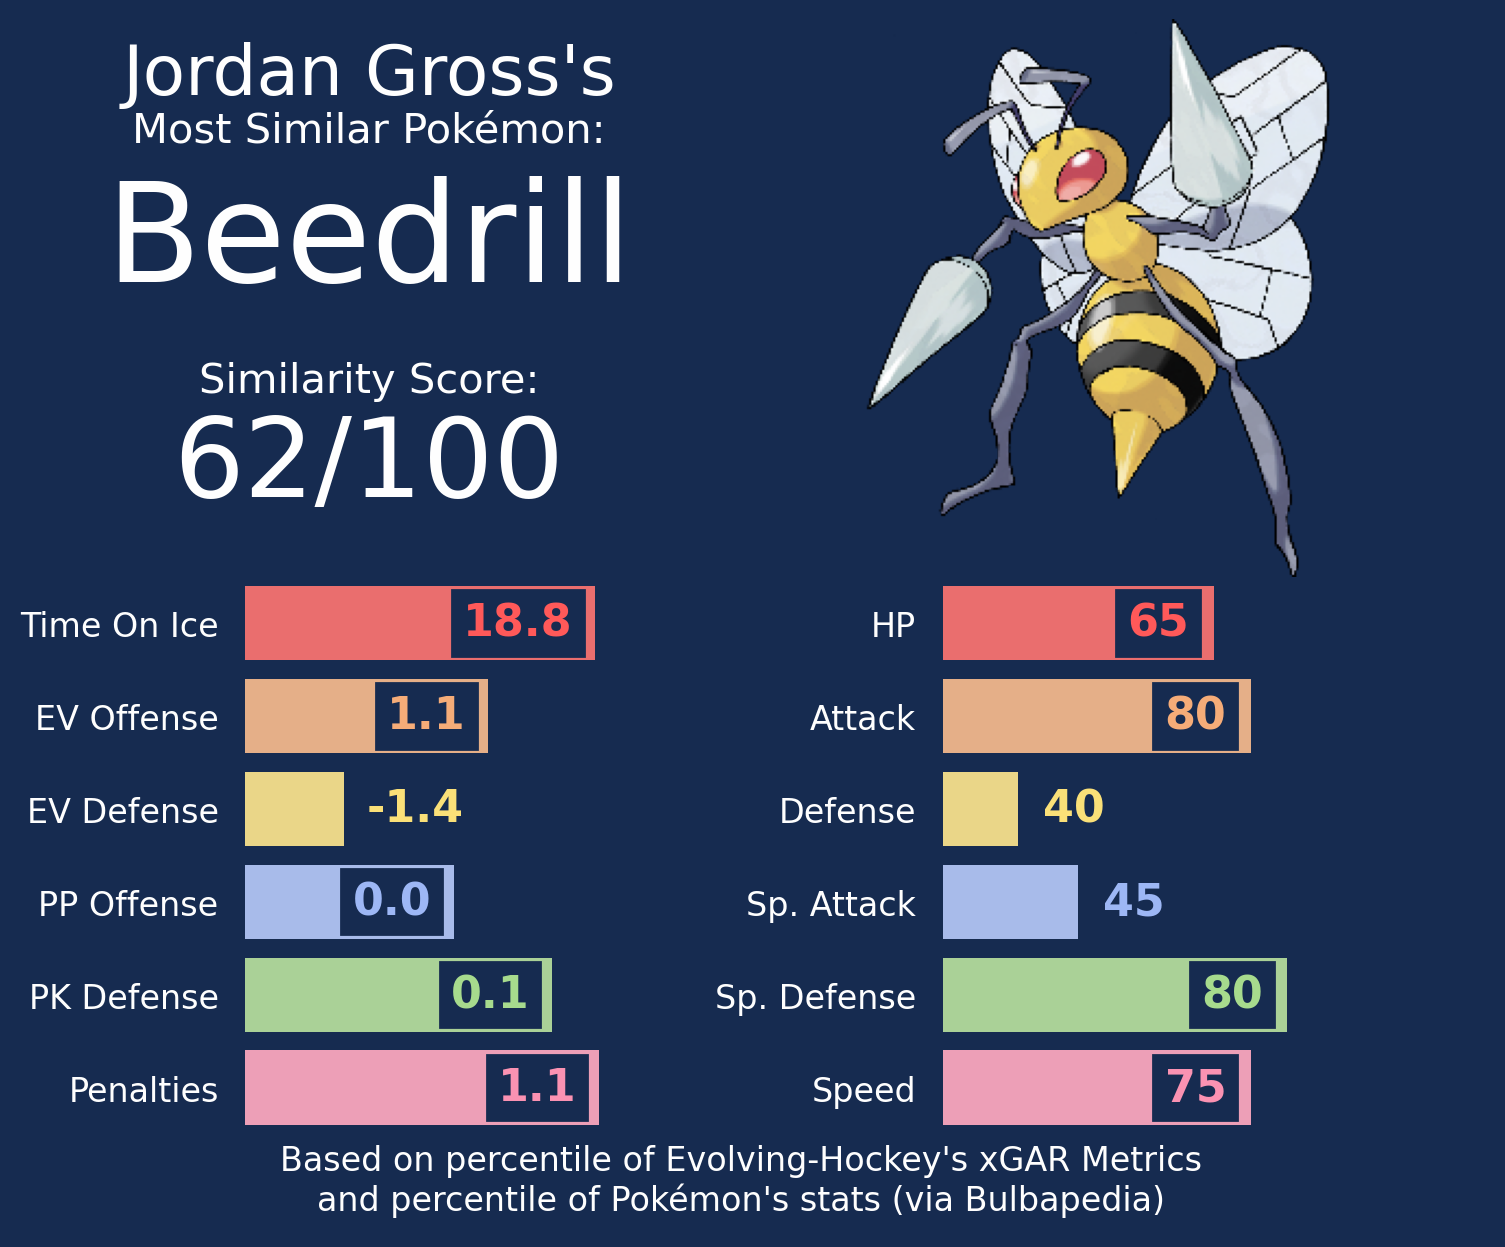 Jordan Gross's
Most Similar Pokémon:
Beedrill
Similarity Score:
62/100
Time On Ice 18.8
EV Offense 1.1
EV Defense -1.4
PP Offense 0.0
PK Defense 0.1
Penalties 1.1
HP 65
Attack 80
Defense 40
Sp. Attack 45
Sp. Defense 80
Speed 75
Based on percentile of Evolving-Hockey's xGAR Metrics
and percentile of Pokémon's stats (via Bulbapedia)